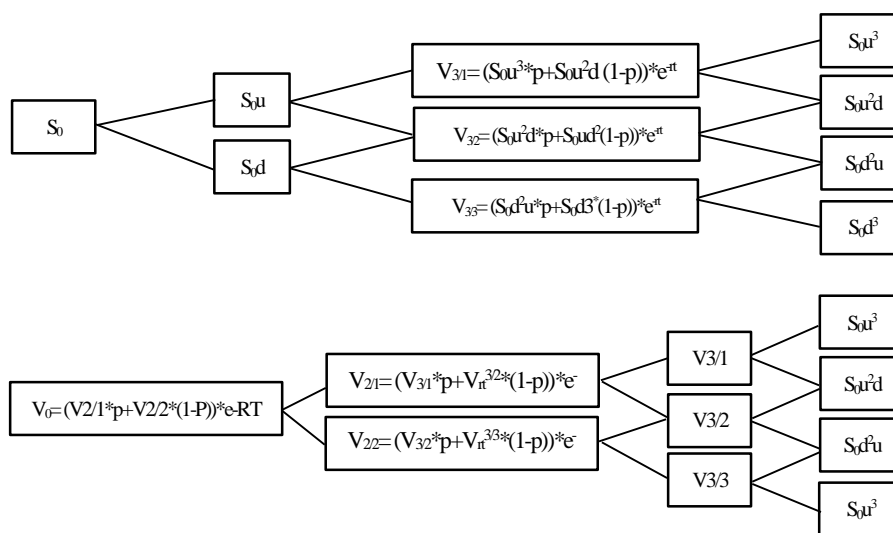 S₀
S₀u
S₀d
V₃/₁= (S₀u³*p+S₀u²d (1-p))*e⁻ʳᵗ
V₃₂= (S₀u²d*p+S₀ud²(1-p))*e⁻ʳᵗ
V₃₃= (S₀d²u*p+S₀d3*(1-p))*e⁻ʳᵗ
S₀u³
S₀u²d
S₀d²u
S₀d³
V₀= (V2/1*p+V2/2*(1-P))*e-RT
V₂/₁= (V₃/₁*p+Vᵣₜ³/²*(1-p))*e⁻
V₂/₂= (V₃/₂*p+Vᵣₜ³/³*(1-p))*e⁻
V3/1
V3/2
V3/3
S₀u³
S₀u²d
S₀d²u
S₀u³